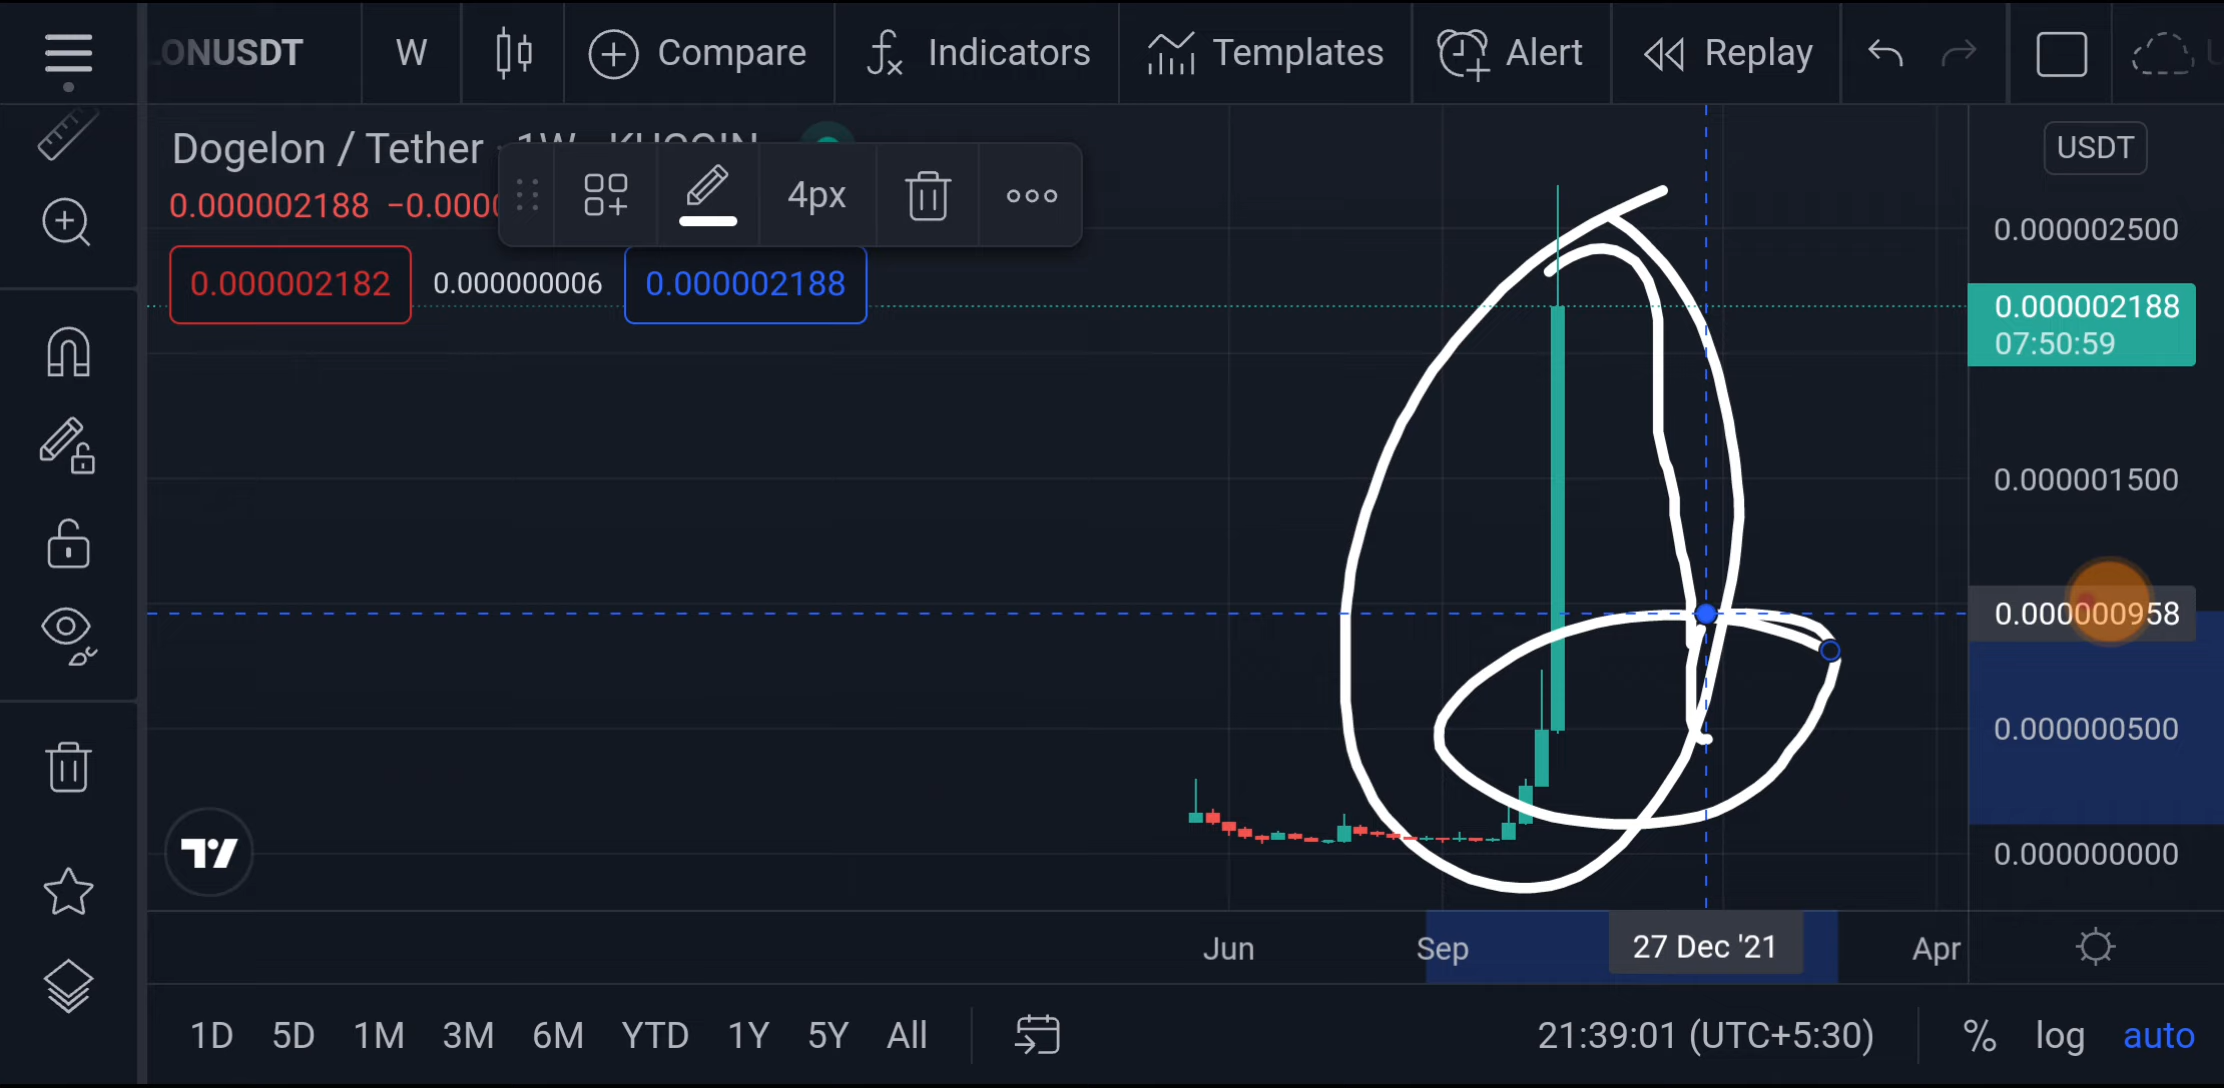 ONUSDT W Compare Indicators Templates Alert Replay
Dogelon / Tether · 1W · KUCOIN
USDT
0.000002188 −0.0000
4px
0.000002182 0.000000006 0.000002188
0.000002500
0.000002188
07:50:59
0.000001500
0.000000958
0.000000500
0.000000000
Jun Sep 27 Dec '21 Apr
1D 5D 1M 3M 6M YTD 1Y 5Y All 21:39:01 (UTC+5:30) % log auto